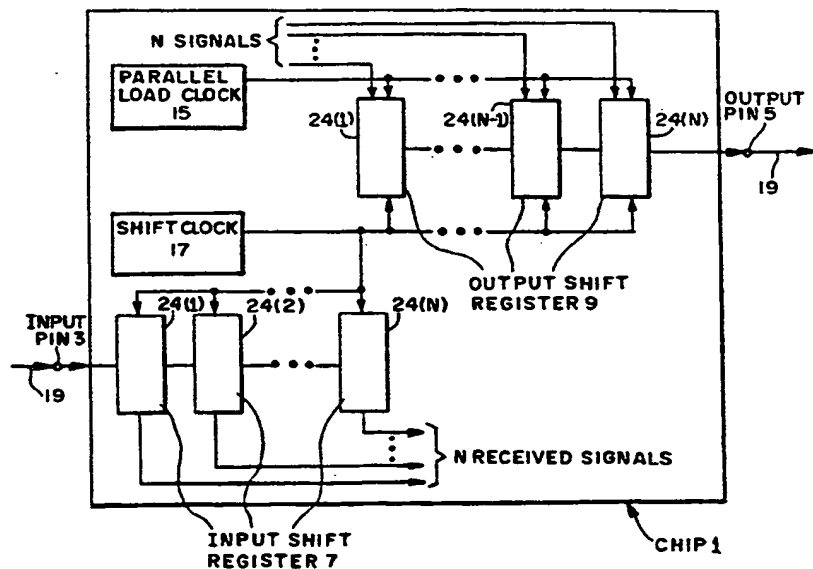 N SIGNALS
PARALLEL
LOAD CLOCK
15
24(1)
24(N-1)
24(N)
OUTPUT
PIN 5
19
SHIFT CLOCK
17
OUTPUT SHIFT
REGISTER 9
INPUT
PIN 3
19
24(1)
24(2)
24(N)
N RECEIVED SIGNALS
INPUT SHIFT
REGISTER 7
CHIP 1